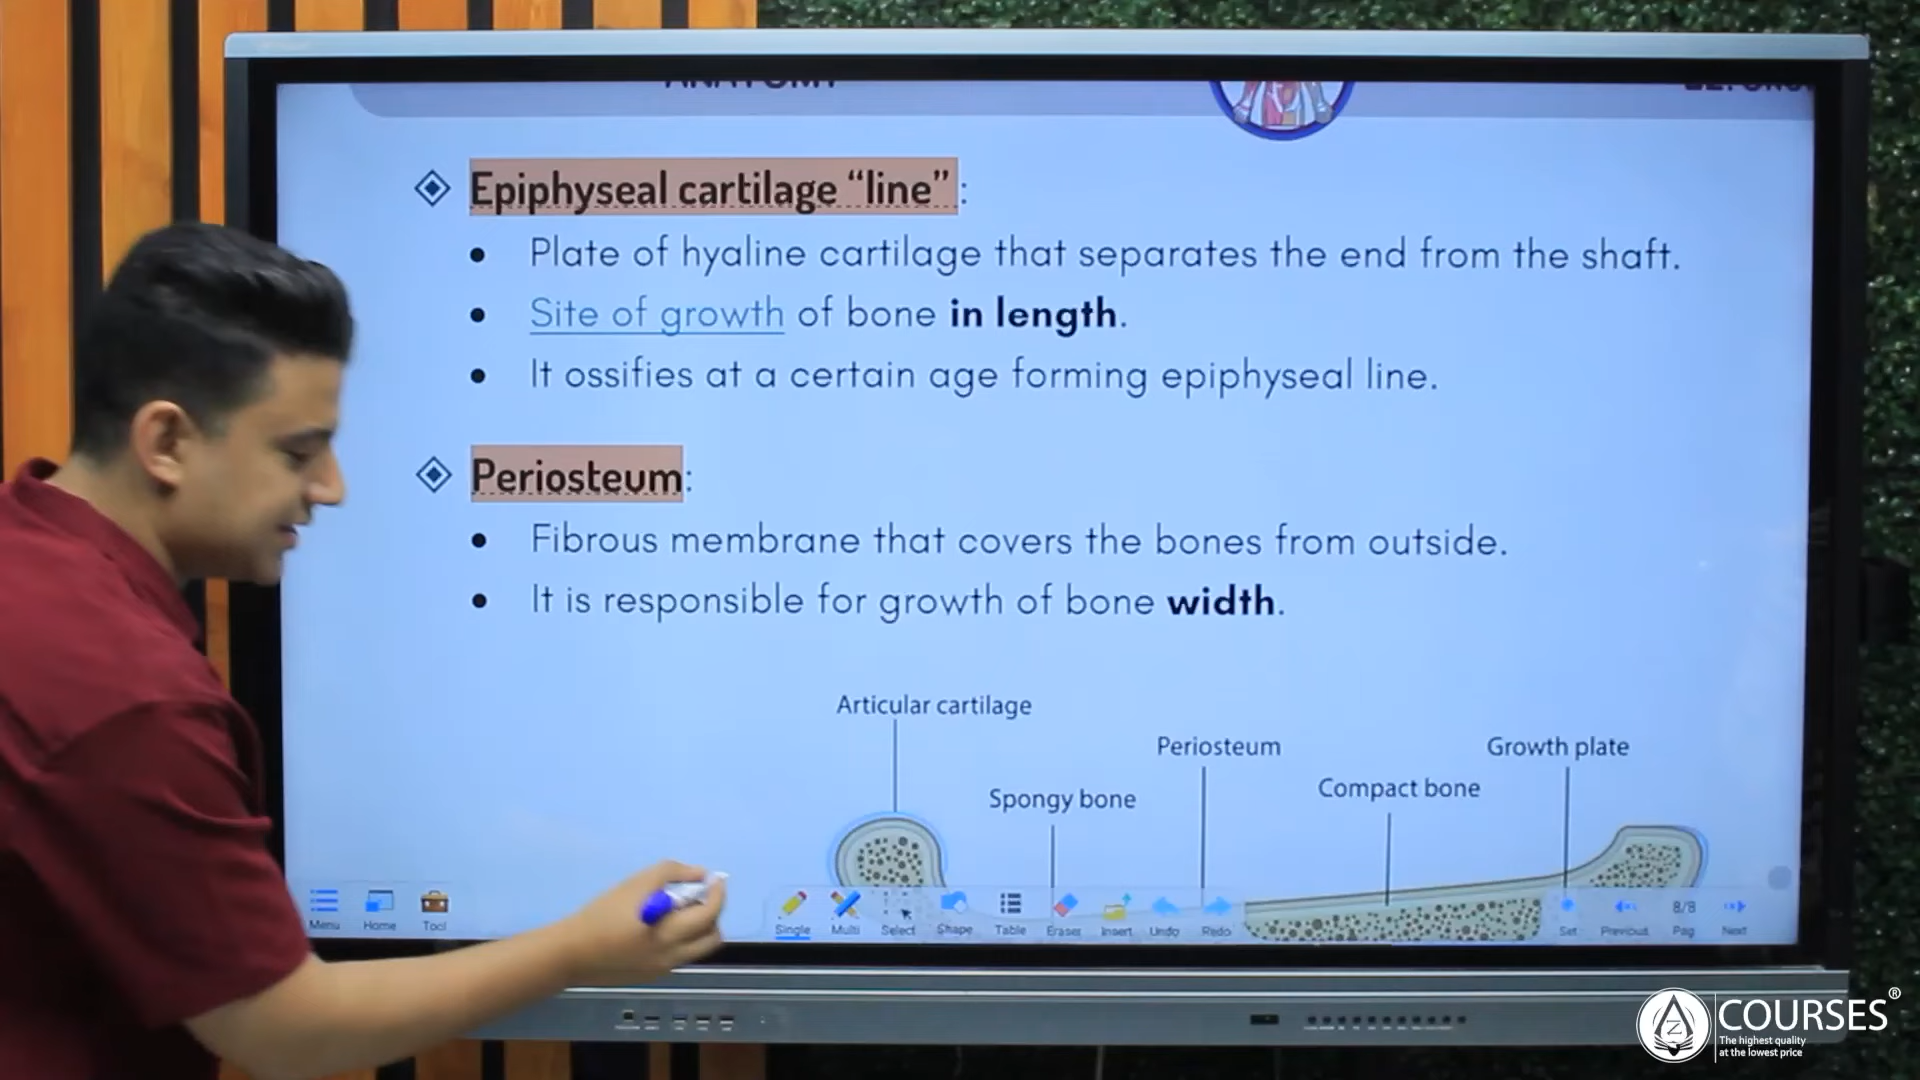 ANATOMY
Epiphyseal cartilage “line” :
Plate of hyaline cartilage that separates the end from the shaft.
Site of growth of bone in length.
It ossifies at a certain age forming epiphyseal line.
Periosteum:
Fibrous membrane that covers the bones from outside.
It is responsible for growth of bone width.
Articular cartilage
Periosteum
Growth plate
Spongy bone
Compact bone
Menu Home Tool Single Multi Select Shape Table Eraser Insert Undo Redo Set Previous 8/8 Pag Next
COURSES®
The highest quality
at the lowest price